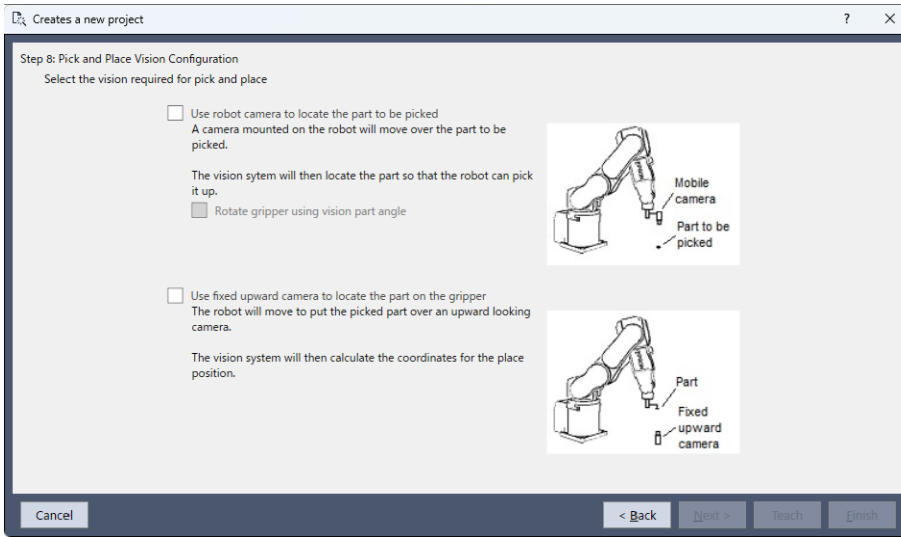 Creates a new project
?
Step 8: Pick and Place Vision Configuration
Select the vision required for pick and place
Use robot camera to locate the part to be picked
A camera mounted on the robot will move over the part to be
picked.
The vision sytem will then locate the part so that the robot can pick
it up.
Rotate gripper using vision part angle
Mobile
camera
Part to be
picked
Use fixed upward camera to locate the part on the gripper
The robot will move to put the picked part over an upward looking
camera.
The vision system will then calculate the coordinates for the place
position.
Part
Fixed
upward
camera
Cancel
< Back
Next >
Teach
Finish